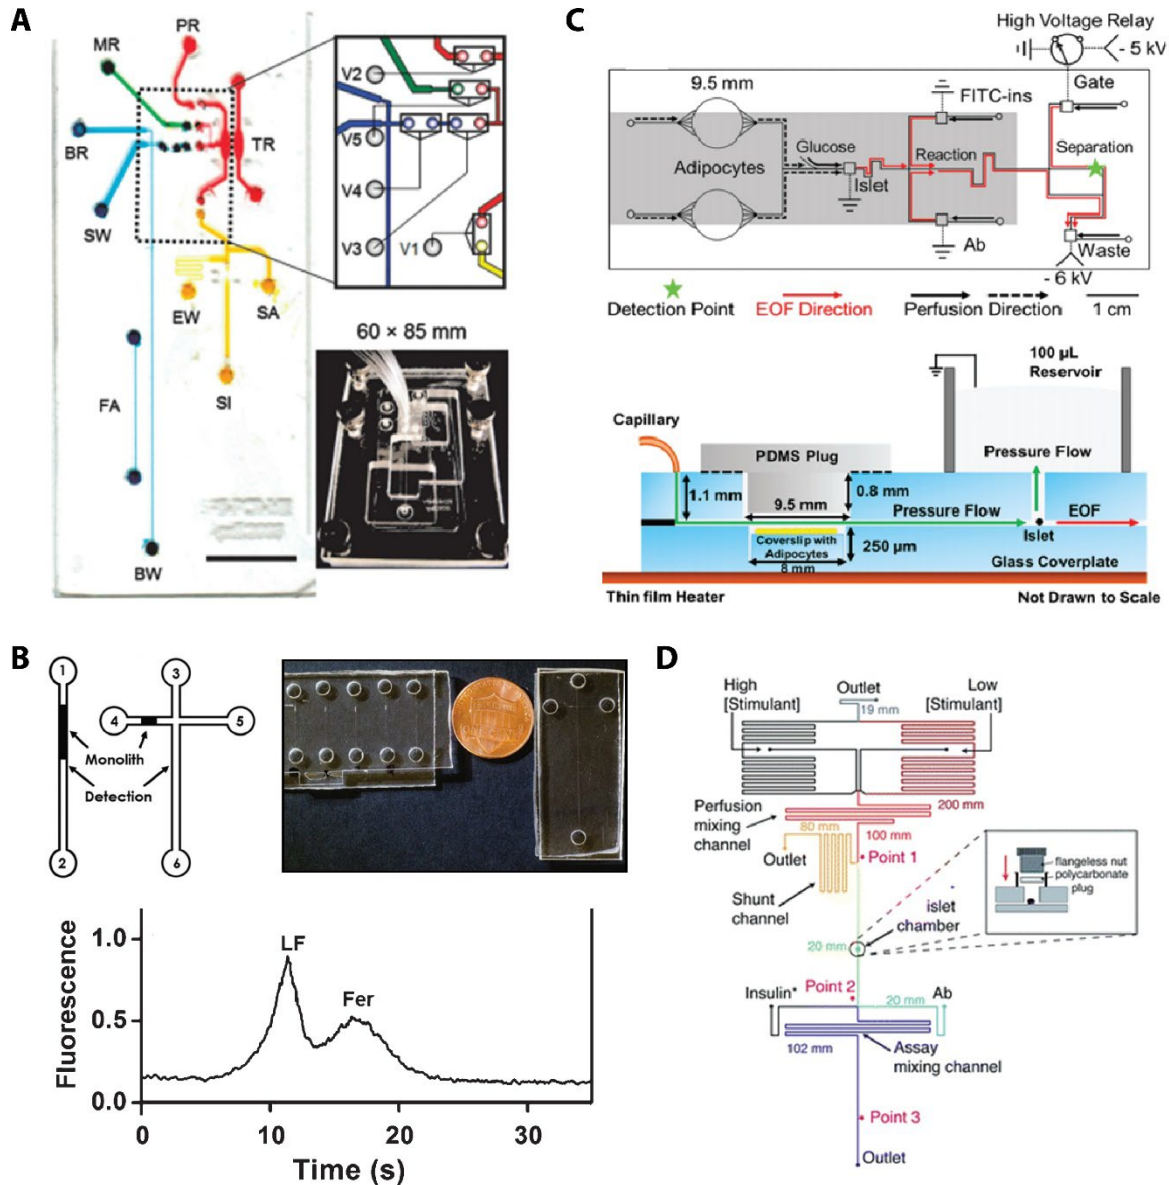 A
PR
MR
BR
TR
SW
EW
SA
SI
FA
BW
V2
V5
V4
V3
V1
60 × 85 mm
C
High Voltage Relay
- 5 kV
Gate
9.5 mm
FITC-ins
Glucose
Adipocytes
Reaction
Separation
Islet
Ab
Waste
- 6 kV
Detection Point
EOF Direction
Perfusion Direction
1 cm
100 µL
Reservoir
Capillary
PDMS Plug
Pressure Flow
1.1 mm
0.8 mm
9.5 mm
Pressure Flow
EOF
Coverslip with
Adipocytes
8 mm
250 µm
Islet
Glass Coverplate
Thin film Heater
Not Drawn to Scale
B
1
3
4
5
Monolith
Detection
2
6
Fluorescence
1.0
0.5
0.0
LF
Fer
0
10
20
30
Time (s)
D
High
[Stimulant]
Outlet
19 mm
Low
[Stimulant]
200 mm
Perfusion
mixing
channel
80 mm
100 mm
Point 1
Outlet
Shunt
channel
flangeless nut
polycarbonate
plug
islet
chamber
20 mm
Point 2
Insulin*
20 mm
Ab
102 mm
Assay
mixing channel
Point 3
Outlet